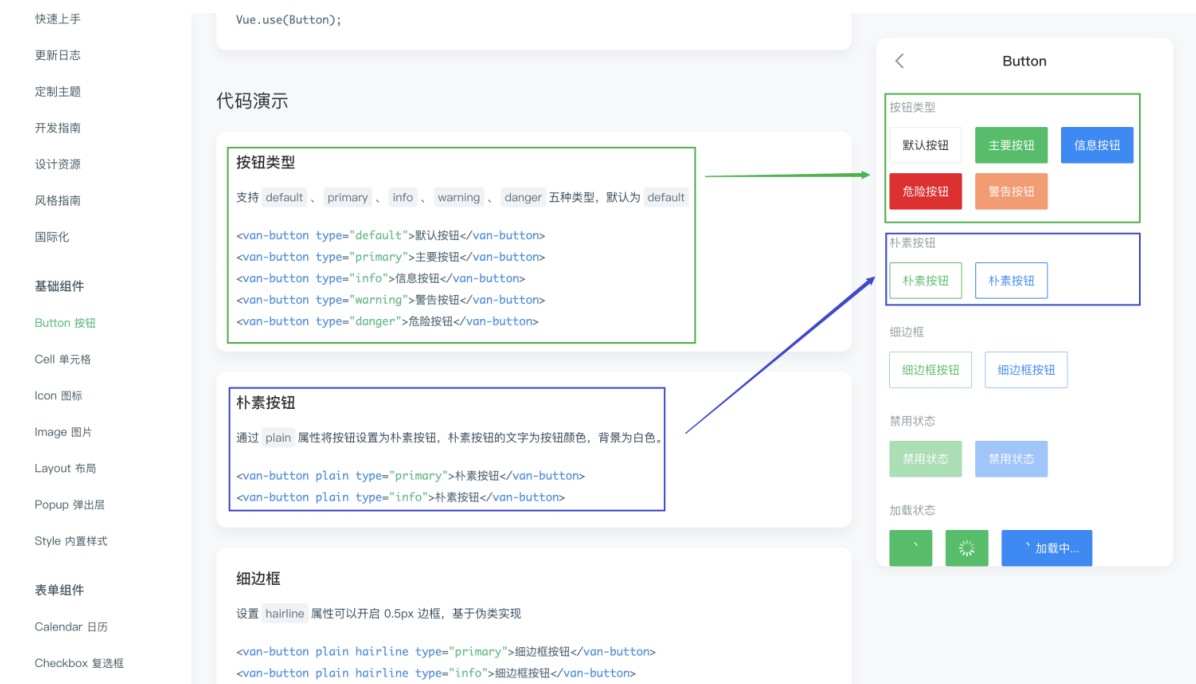 快速上手
更新日志
定制主题
开发指南
设计资源
风格指南
国际化
基础组件
Button 按钮
Cell 单元格
Icon 图标
Image 图片
Layout 布局
Popup 弹出层
Style 内置样式
表单组件
Calendar 日历
Checkbox 复选框
Vue.use(Button);
代码演示
按钮类型
支持 default 、 primary 、 info 、 warning 、 danger 五种类型，默认为 default
<van-button type="default">默认按钮</van-button>
<van-button type="primary">主要按钮</van-button>
<van-button type="info">信息按钮</van-button>
<van-button type="warning">警告按钮</van-button>
<van-button type="danger">危险按钮</van-button>
朴素按钮
通过 plain 属性将按钮设置为朴素按钮，朴素按钮的文字为按钮颜色，背景为白色。
<van-button plain type="primary">朴素按钮</van-button>
<van-button plain type="info">朴素按钮</van-button>
细边框
设置 hairline 属性可以开启 0.5px 边框，基于伪类实现
<van-button plain hairline type="primary">细边框按钮</van-button>
<van-button plain hairline type="info">细边框按钮</van-button>
Button
按钮类型
默认按钮 主要按钮 信息按钮
危险按钮 警告按钮
朴素按钮
朴素按钮 朴素按钮
细边框
细边框按钮 细边框按钮
禁用状态
禁用状态 禁用状态
加载状态
加载中...